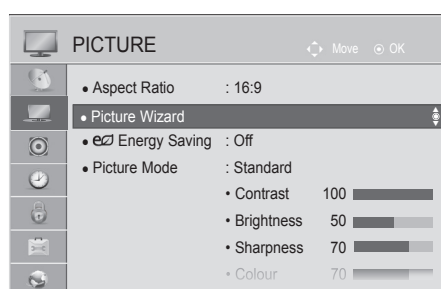 PICTURE Move OK
• Aspect Ratio : 16:9
• Picture Wizard
• eco Energy Saving : Off
• Picture Mode : Standard
• Contrast 100
• Brightness 50
• Sharpness 70
• Colour 70